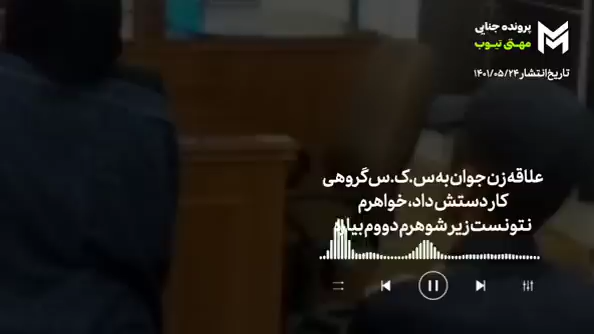 پرونده جنایی
مهتی تیوب
تاریخ انتشار ۱۴۰۱/۰۵/۲۴
علاقه زن جوان به س.ک.س گروهی
کار دستش داد، خواهرم
نتونست زیر شوهرم دووم بیاره